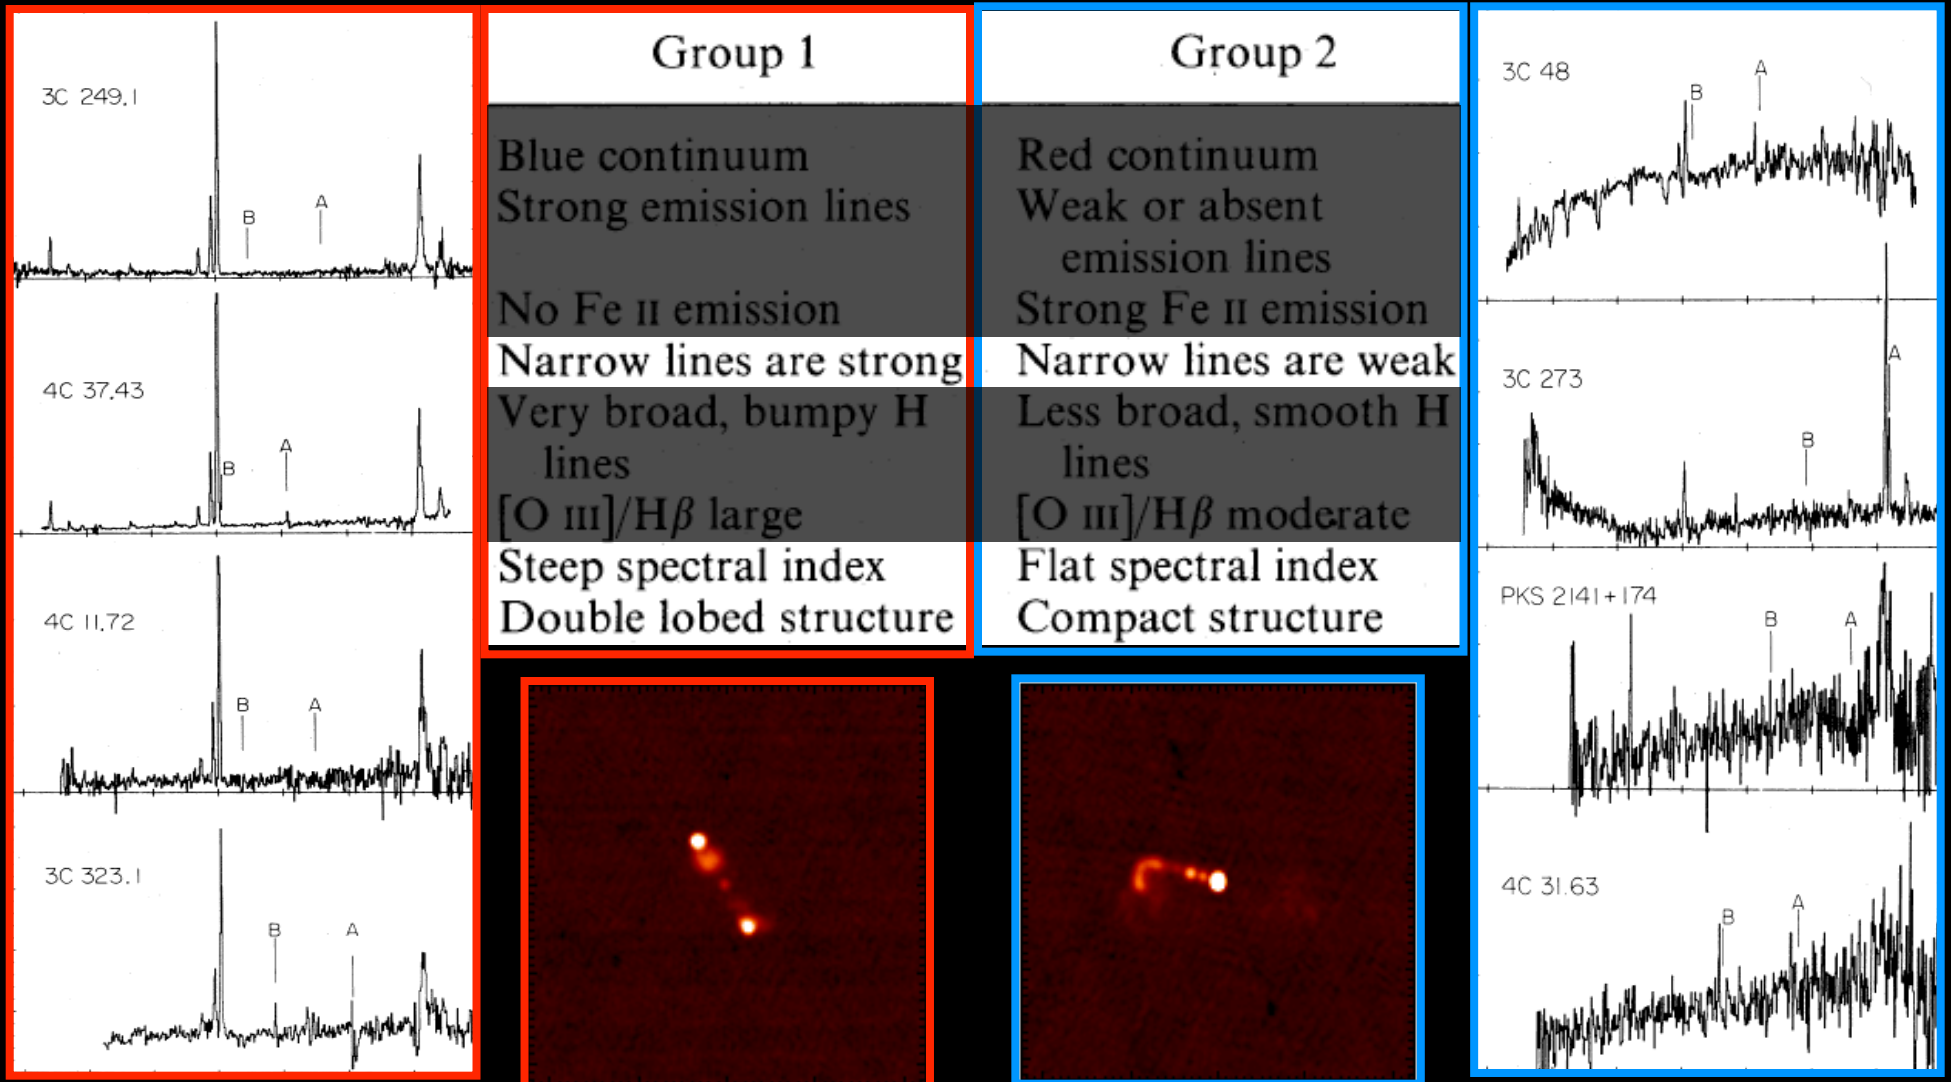 3C 249.1
B
A
4C 37.43
B
A
4C 11.72
B
A
3C 323.1
B
A
Group 1
Blue continuum
Strong emission lines
No Fe II emission
Narrow lines are strong
Very broad, bumpy H
lines
[O III]/Hβ large
Steep spectral index
Double lobed structure
Group 2
Red continuum
Weak or absent
emission lines
Strong Fe II emission
Narrow lines are weak
Less broad, smooth H
lines
[O III]/Hβ moderate
Flat spectral index
Compact structure
3C 48
B
A
3C 273
B
A
PKS 2141+174
B
A
4C 31.63
B
A